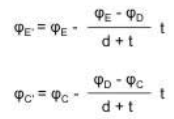 φE' = φE - (φE - φD)/(d + t) t
φC' = φC - (φD - φC)/(d + t) t